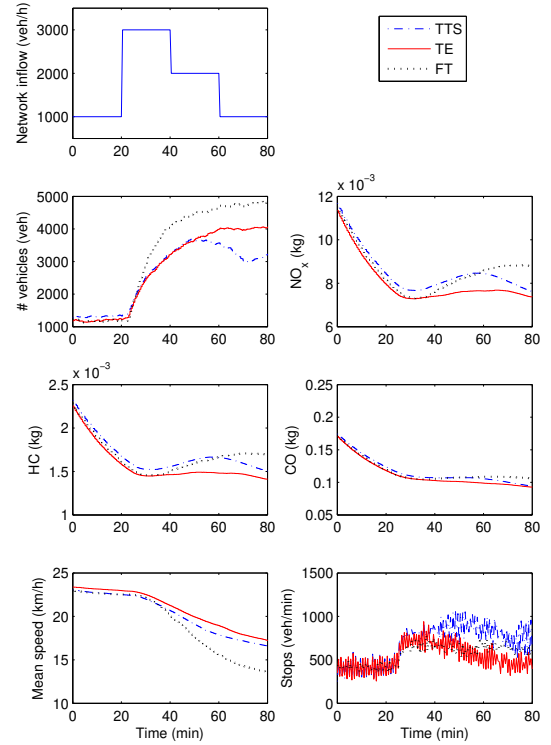 Network inflow (veh/h)
3000
2000
1000
0 20 40 60 80
TTS
TE
FT
# vehicles (veh)
5000
4000
3000
2000
1000
0 20 40 60 80
x 10⁻³
NOₓ (kg)
12
10
8
6
0 20 40 60 80
x 10⁻³
HC (kg)
2.5
2
1.5
1
0 20 40 60 80
CO (kg)
0.25
0.2
0.15
0.1
0.05
0 20 40 60 80
Mean speed (km/h)
25
20
15
10
0 20 40 60 80
Time (min)
Stops (veh/min)
1500
1000
500
0
0 20 40 60 80
Time (min)